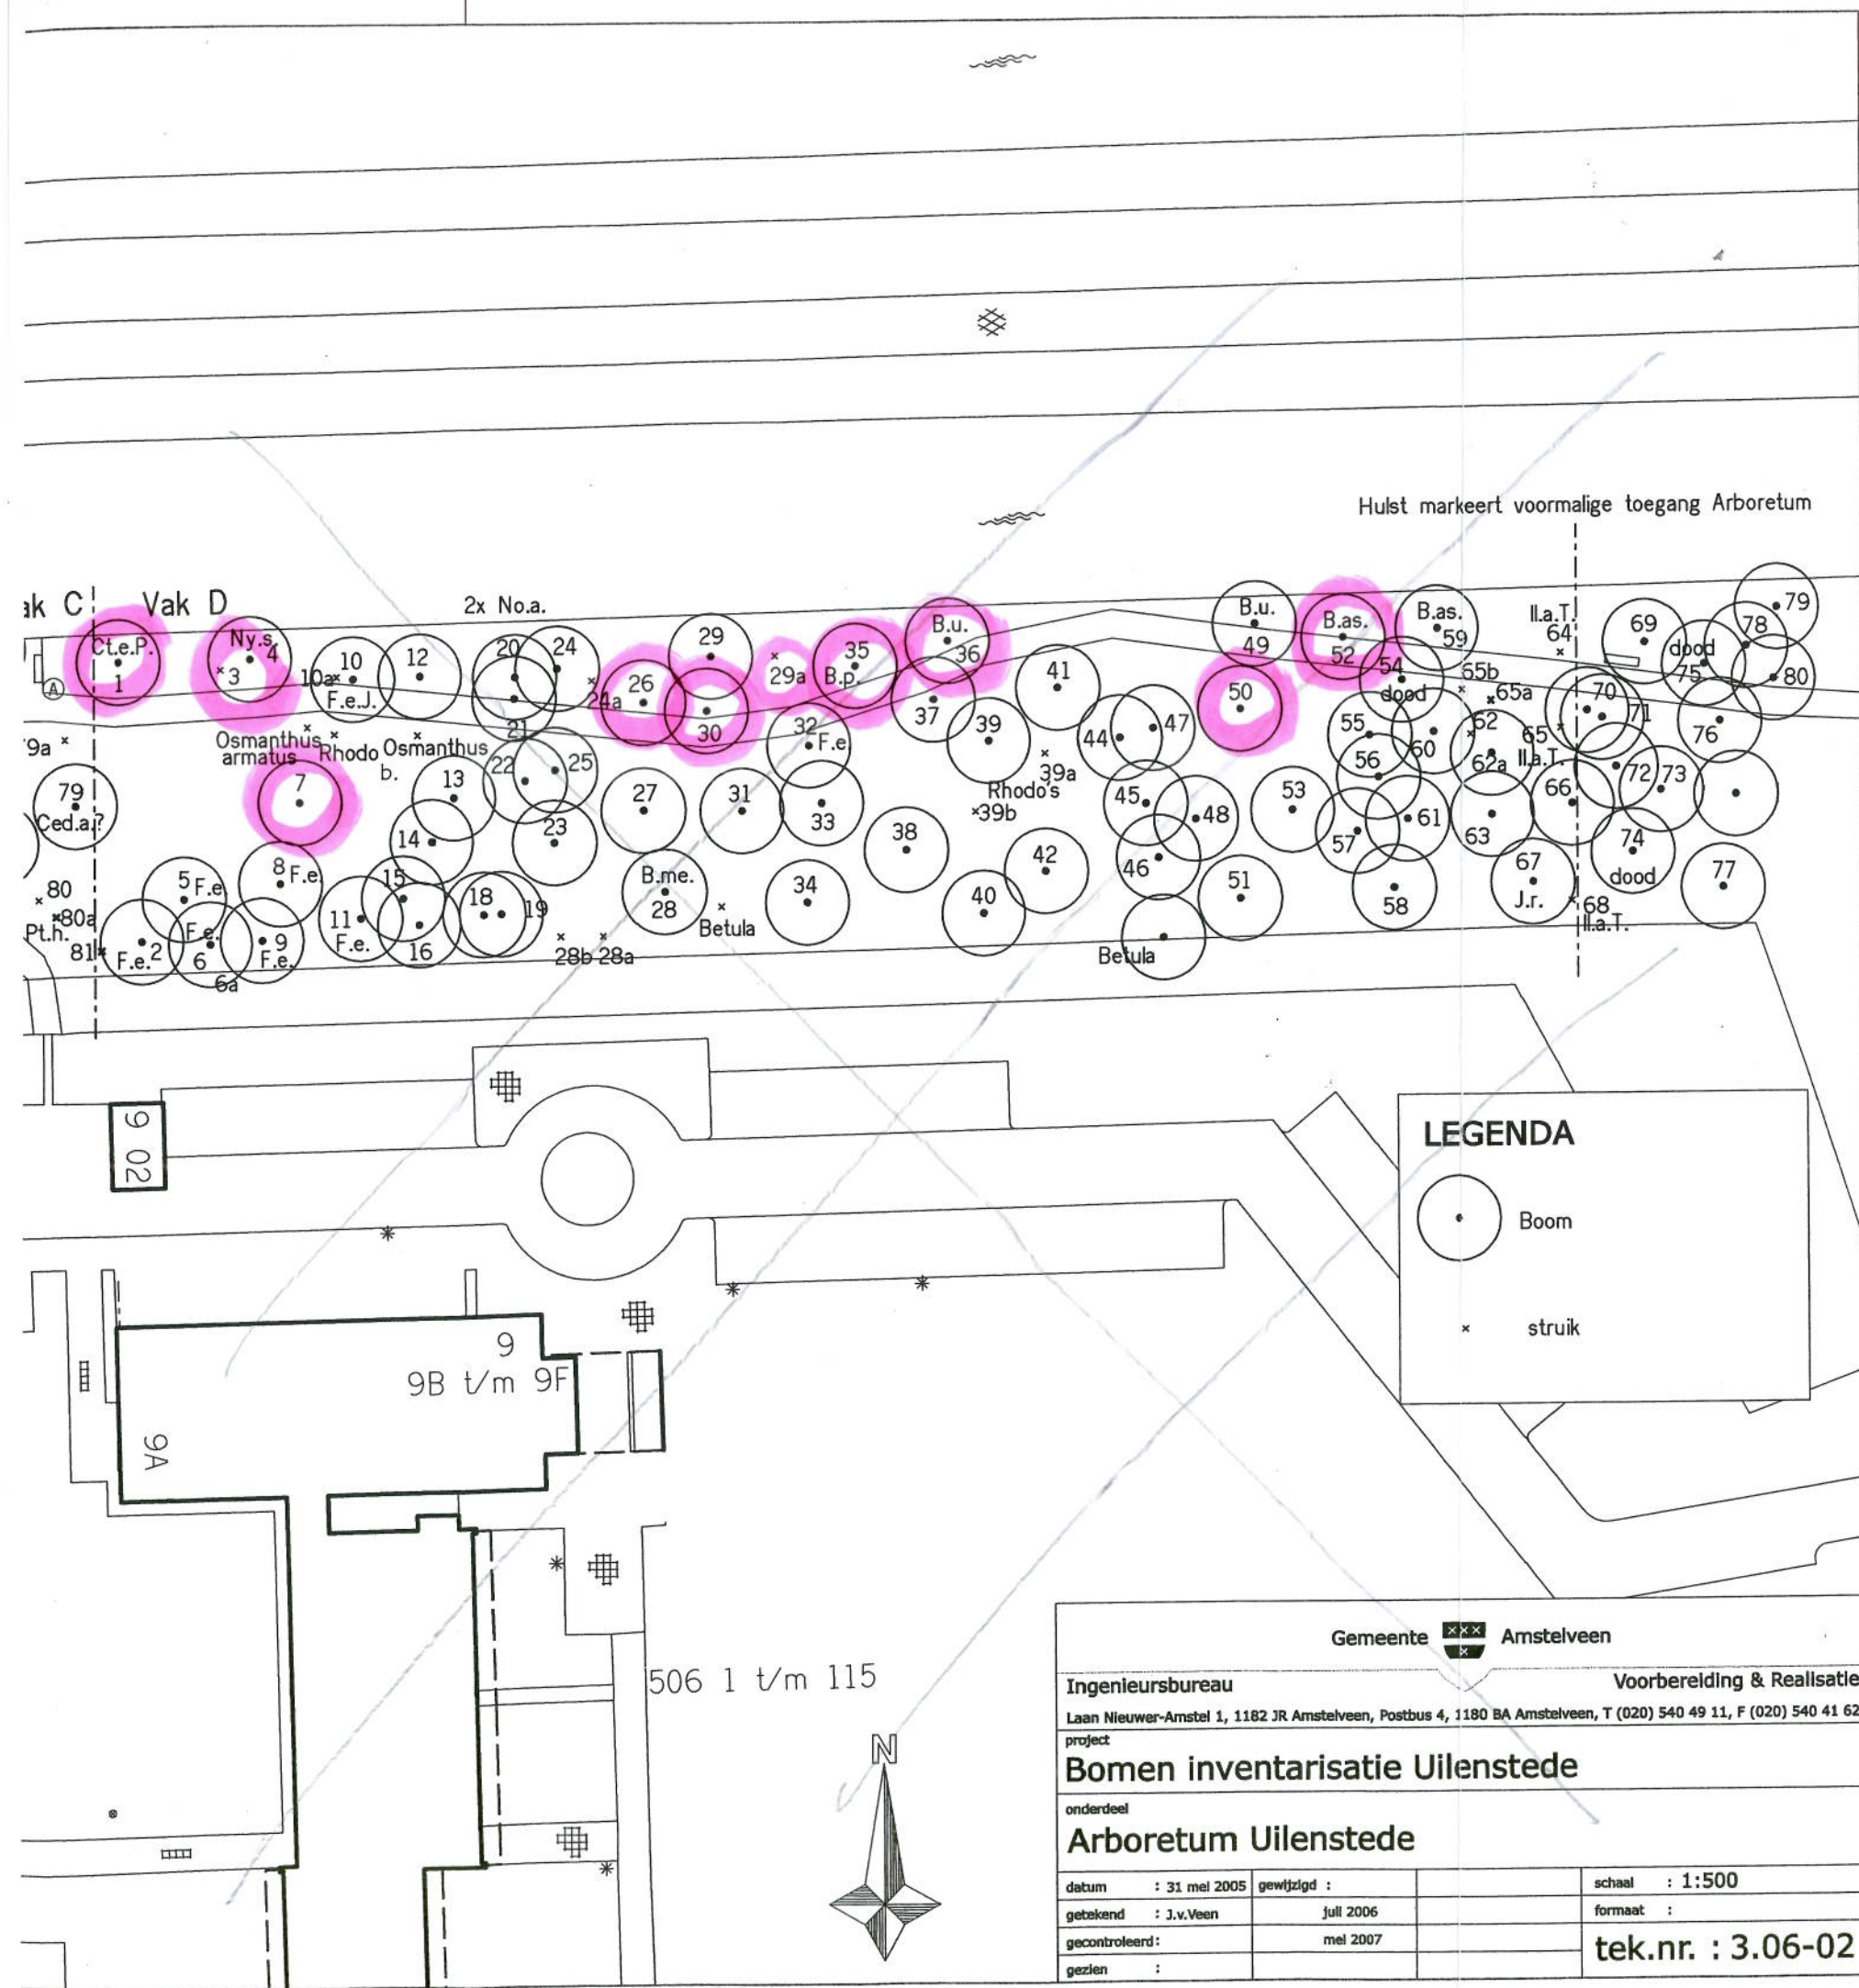 Hulst markeert voormalige toegang Arboretum
ak C
Vak D
2x No.a.
Ct.e.P.
1
Ny.s.
4
3
10a
10
F.e.J.
12
20
24
21
24a
26
29
30
29a
35
B.p.
B.u.
36
37
32
F.e.
41
39
44
47
B.u.
49
50
B.as.
52
B.as.
59
54
dood
55
56
60
65b
65a
62
62a
Il.a.T.
64
65
Il.a.T.
69
dood
75
78
79
80
70
71
76
72
73
66
A
9a
79
Ced.a.?
Osmanthus
armatus
Rhodo
Osmanthus
b.
7
13
22
25
14
23
27
31
33
38
39a
Rhodo's
39b
45
48
46
53
57
61
63
74
dood
77
80
80a
Pt.h.
81
5
F.e.
8
F.e.
F.e.
2
F.e.
6
6a
9
F.e.
11
F.e.
15
16
18
19
28b
28a
B.me.
28
Betula
34
40
42
Betula
51
58
67
J.r.
68
Il.a.T.
9 02
9
9B t/m 9F
9A
506 1 t/m 115
N
LEGENDA
Boom
struik
Gemeente Amstelveen
Ingenieursbureau Voorbereiding & Realisatie
Laan Nieuwer-Amstel 1, 1182 JR Amstelveen, Postbus 4, 1180 BA Amstelveen, T (020) 540 49 11, F (020) 540 41 62
project
Bomen inventarisatie Uilenstede
onderdeel
Arboretum Uilenstede
datum : 31 mei 2005 gewijzigd : schaal : 1:500
getekend : J.v.Veen juli 2006 formaat :
gecontroleerd: mei 2007
tek.nr. : 3.06-02
gezien :